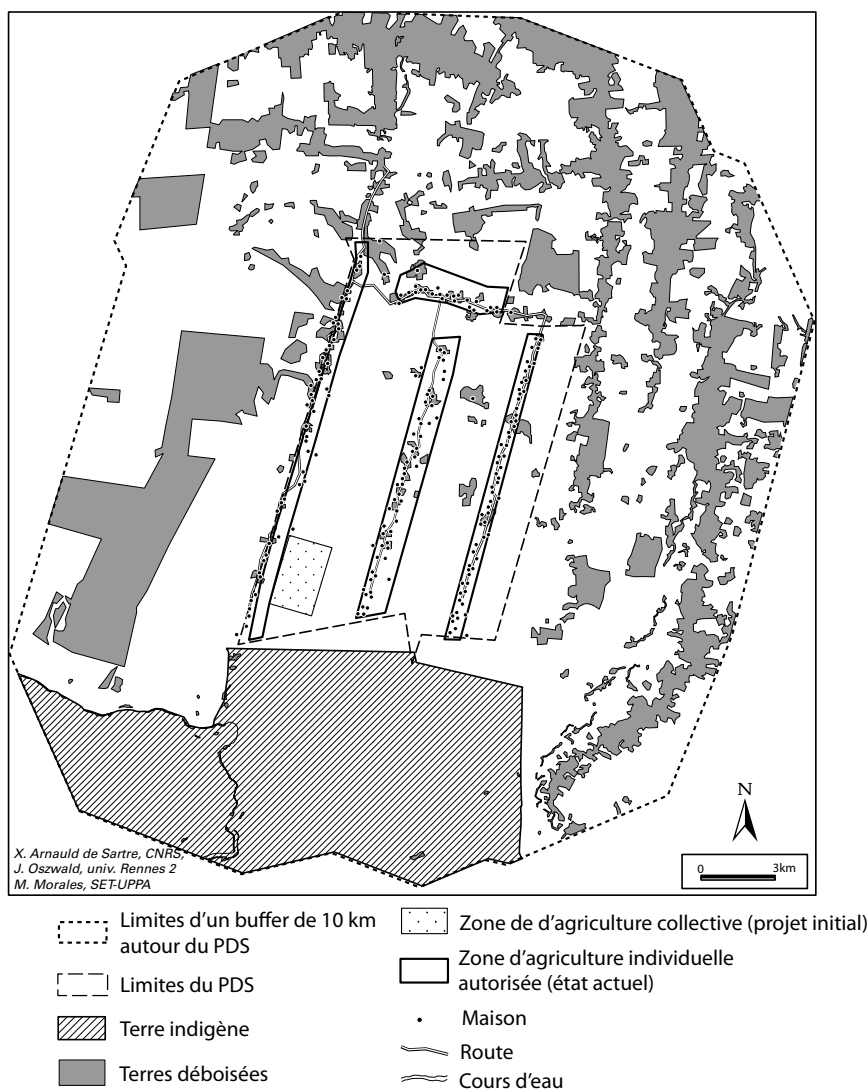 N
0 3km
X. Arnauld de Sartre, CNRS,
J. Oszwald, univ. Rennes 2
M. Morales, SET-UPPA
Limites d'un buffer de 10 km
autour du PDS
Limites du PDS
Terre indigène
Terres déboisées
Zone de d'agriculture collective (projet initial)
Zone d'agriculture individuelle
autorisée (état actuel)
Maison
Route
Cours d'eau